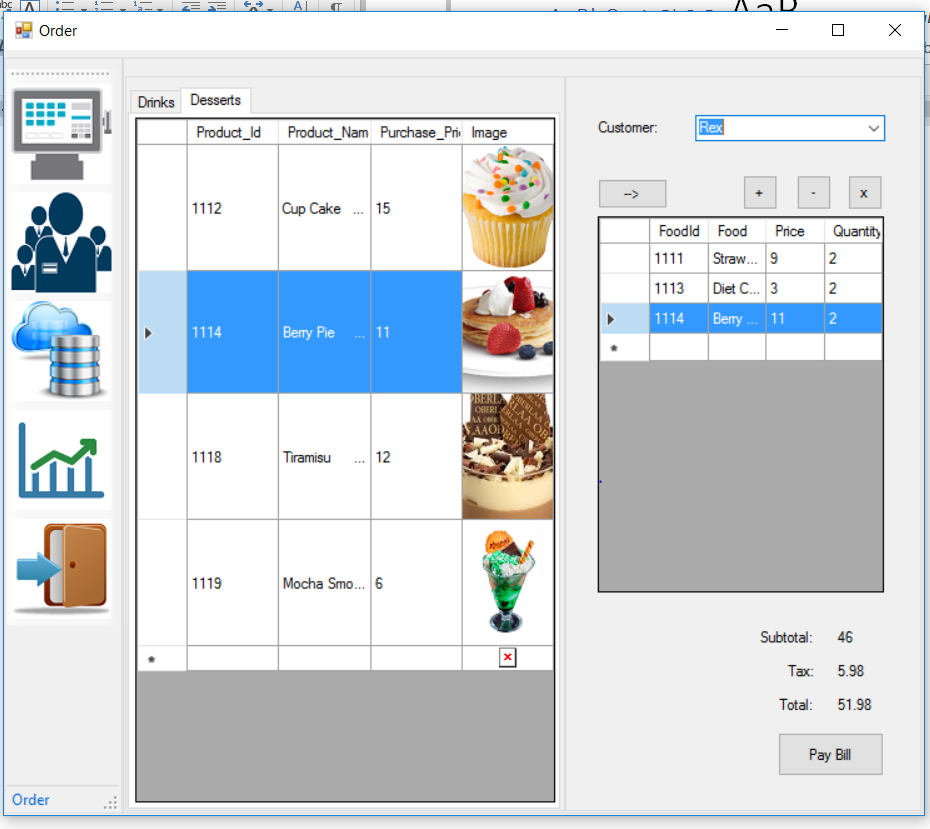 Order
Drinks Desserts
Product_Id Product_Nam Purchase_Pri Image
1112 Cup Cake ... 15
1114 Berry Pie ... 11
1118 Tiramisu ... 12
1119 Mocha Smo... 6
*
Customer: Rex
--> + - x
FoodId Food Price Quantity
1111 Straw... 9 2
1113 Diet C... 3 2
1114 Berry ... 11 2
*
Subtotal: 46
Tax: 5.98
Total: 51.98
Pay Bill
Order